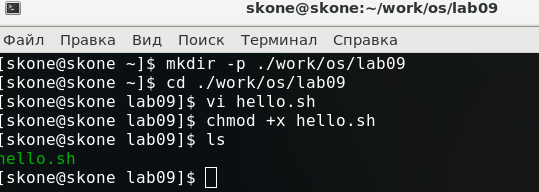 skone@skone:~/work/os/lab09
Файл Правка Вид Поиск Терминал Справка
[skone@skone ~]$ mkdir -p ./work/os/lab09
[skone@skone ~]$ cd ./work/os/lab09
[skone@skone lab09]$ vi hello.sh
[skone@skone lab09]$ chmod +x hello.sh
[skone@skone lab09]$ ls
hello.sh
[skone@skone lab09]$